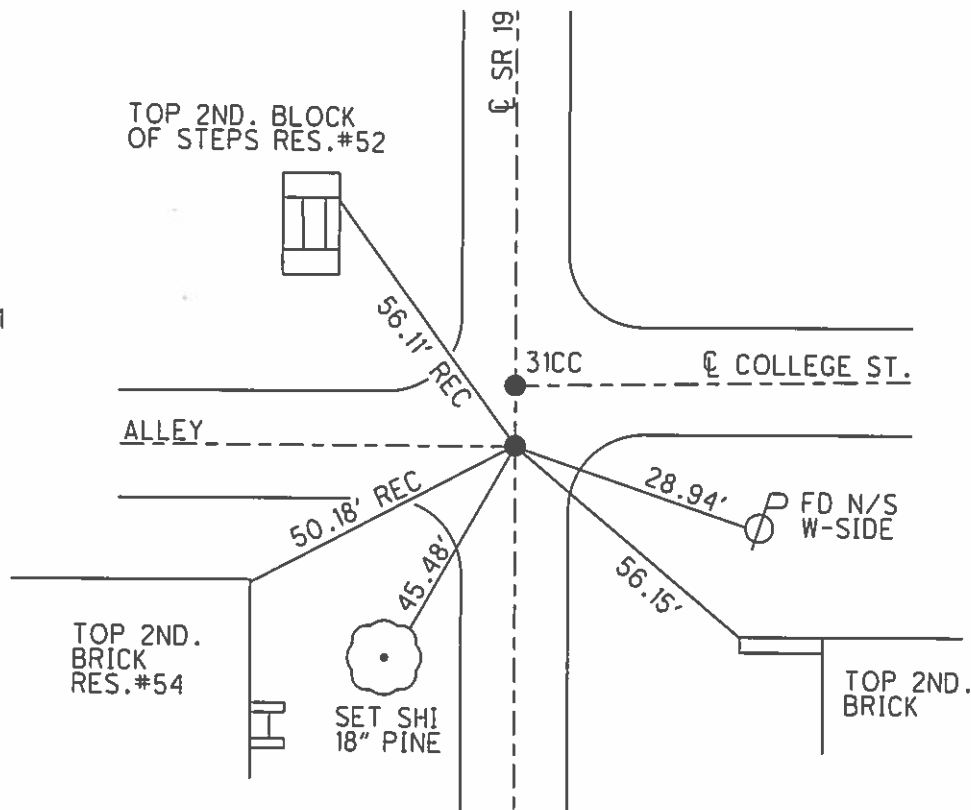 ℄ SR 19
TOP 2ND. BLOCK
OF STEPS RES.#52
56.11' REC
31CC
℄ COLLEGE ST.
ALLEY
50.18' REC
45.48'
28.94'
P FD N/S
W-SIDE
56.15'
TOP 2ND.
BRICK
RES.#54
SET SHI
18" PINE
TOP 2ND.
BRICK